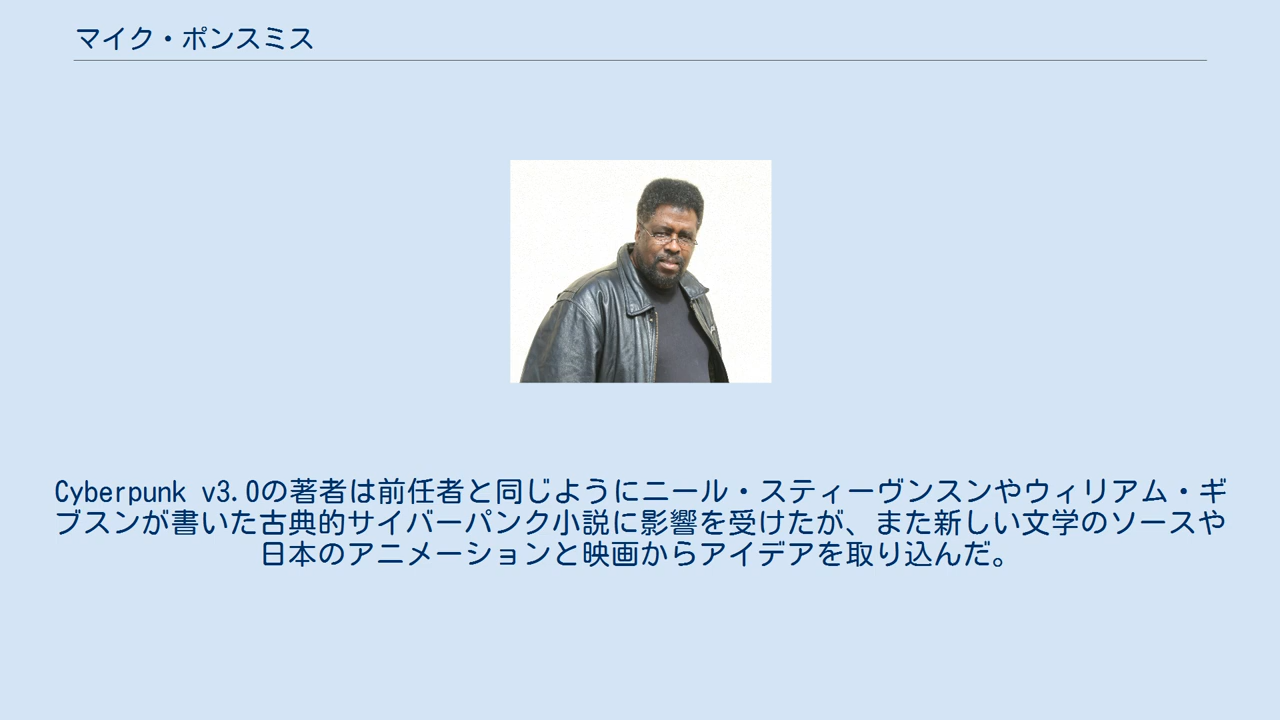 マイク・ポンスミス
Cyberpunk v3.0の著者は前任者と同じようにニール・スティーヴンスンやウィリアム・ギ
ブスンが書いた古典的サイバーパンク小説に影響を受けたが、また新しい文学のソースや
日本のアニメーションと映画からアイデアを取り込んだ。